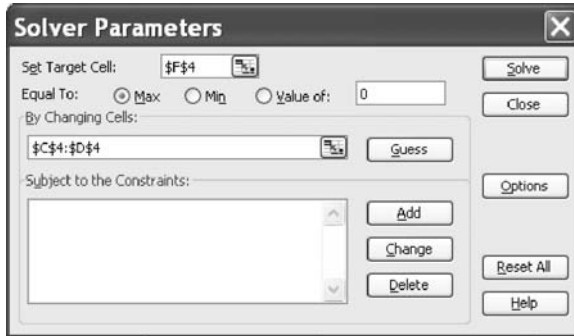 Solver Parameters
Set Target Cell: $F$4 Solve
Equal To: Max Min Value of: 0 Close
By Changing Cells:
$C$4:$D$4 Guess
Subject to the Constraints: Options
Add
Change
Reset All
Delete
Help